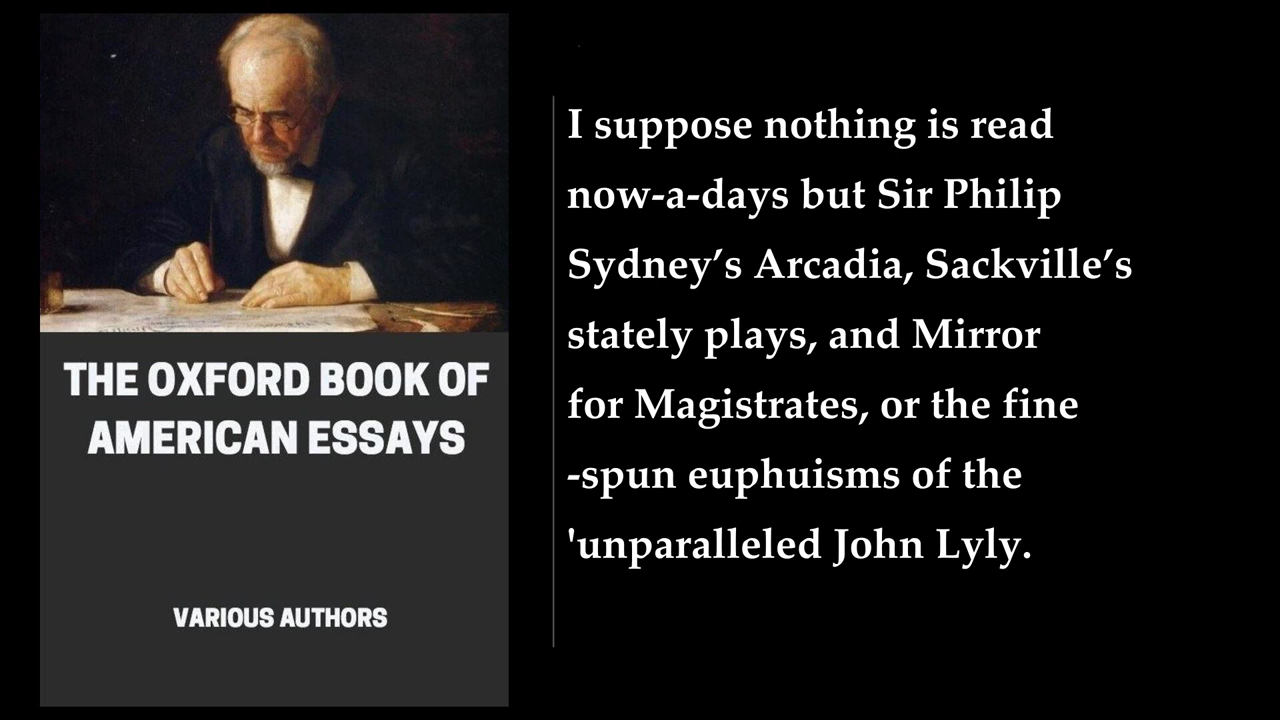 THE OXFORD BOOK OF
AMERICAN ESSAYS
VARIOUS AUTHORS
I suppose nothing is read
now-a-days but Sir Philip
Sydney’s Arcadia, Sackville’s
stately plays, and Mirror
for Magistrates, or the fine
-spun euphuisms of the
'unparalleled John Lyly.